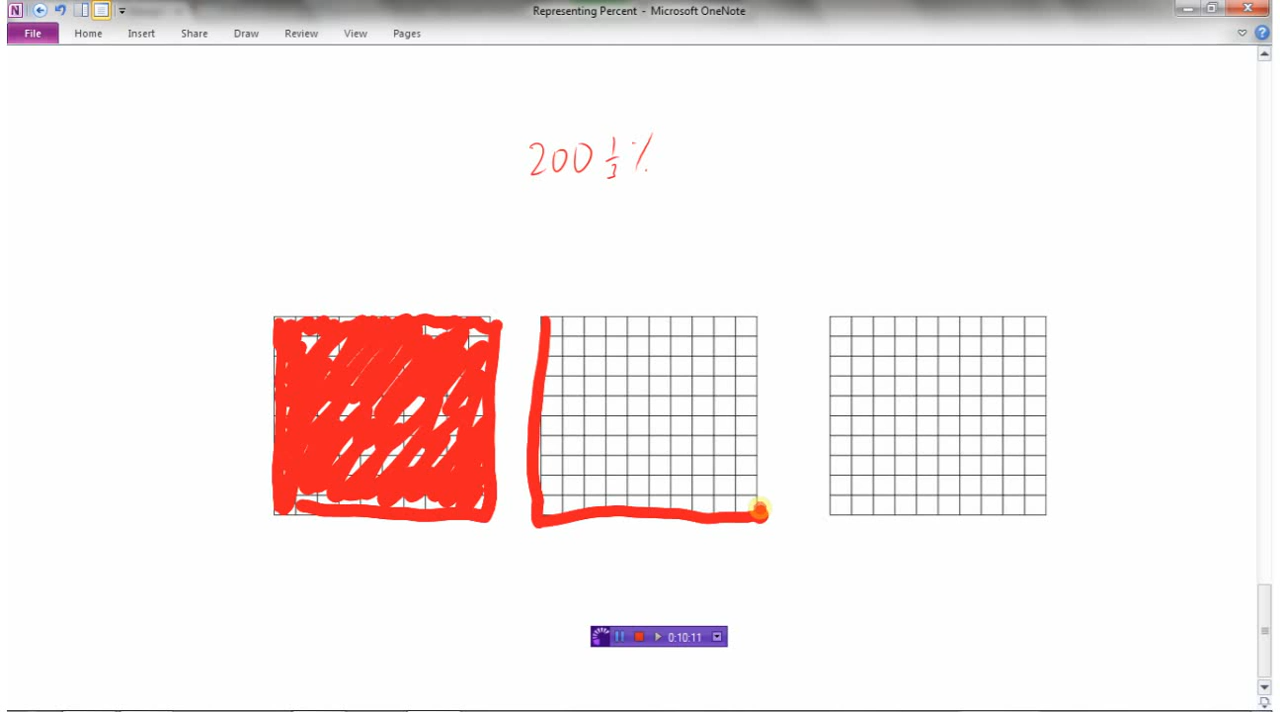 Representing Percent - Microsoft OneNote
File Home Insert Share Draw Review View Pages
200 1/3 %
0:10:11